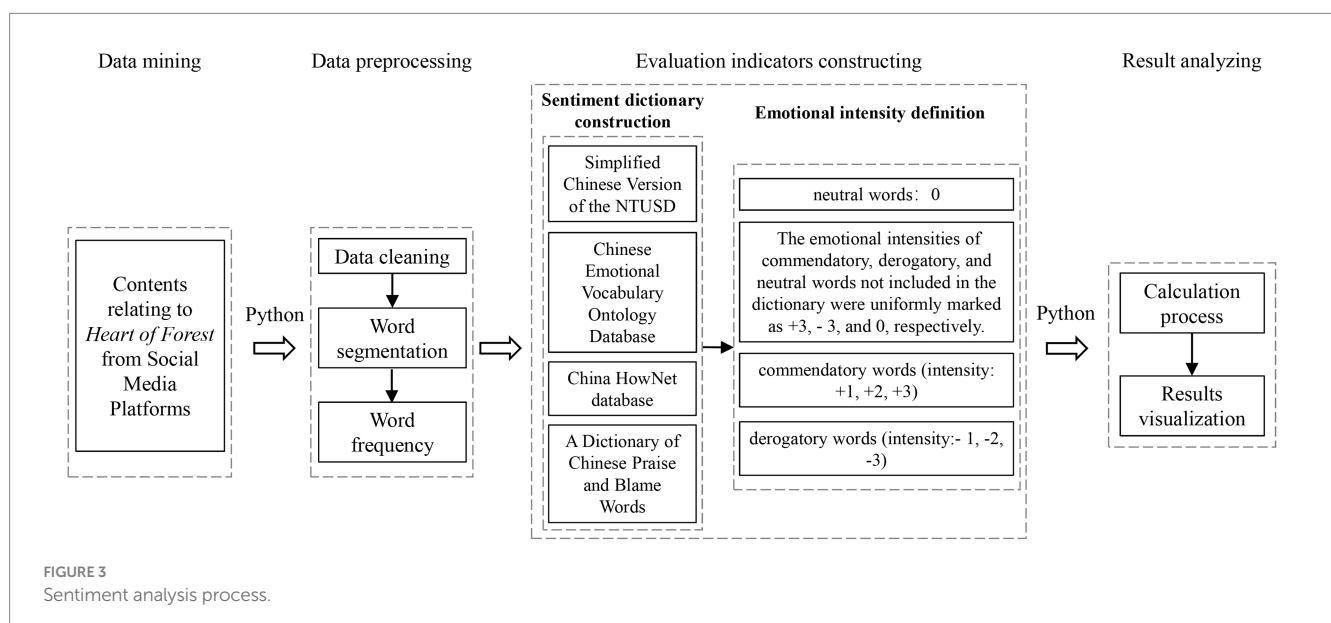 Data mining
Data preprocessing
Evaluation indicators constructing
Result analyzing
Contents
relating to
Heart of Forest
from Social
Media
Platforms
Python
Data cleaning
Word
segmentation
Word
frequency
Sentiment dictionary
construction
Simplified
Chinese Version
of the NTUSD
Chinese
Emotional
Vocabulary
Ontology
Database
China HowNet
database
A Dictionary of
Chinese Praise
and Blame
Words
Emotional intensity definition
neutral words：0
The emotional intensities of
commendatory, derogatory, and
neutral words not included in the
dictionary were uniformly marked
as +3, - 3, and 0, respectively.
commendatory words (intensity:
+1, +2, +3)
derogatory words (intensity:- 1, -2,
-3)
Python
Calculation
process
Results
visualization
FIGURE 3
Sentiment analysis process.